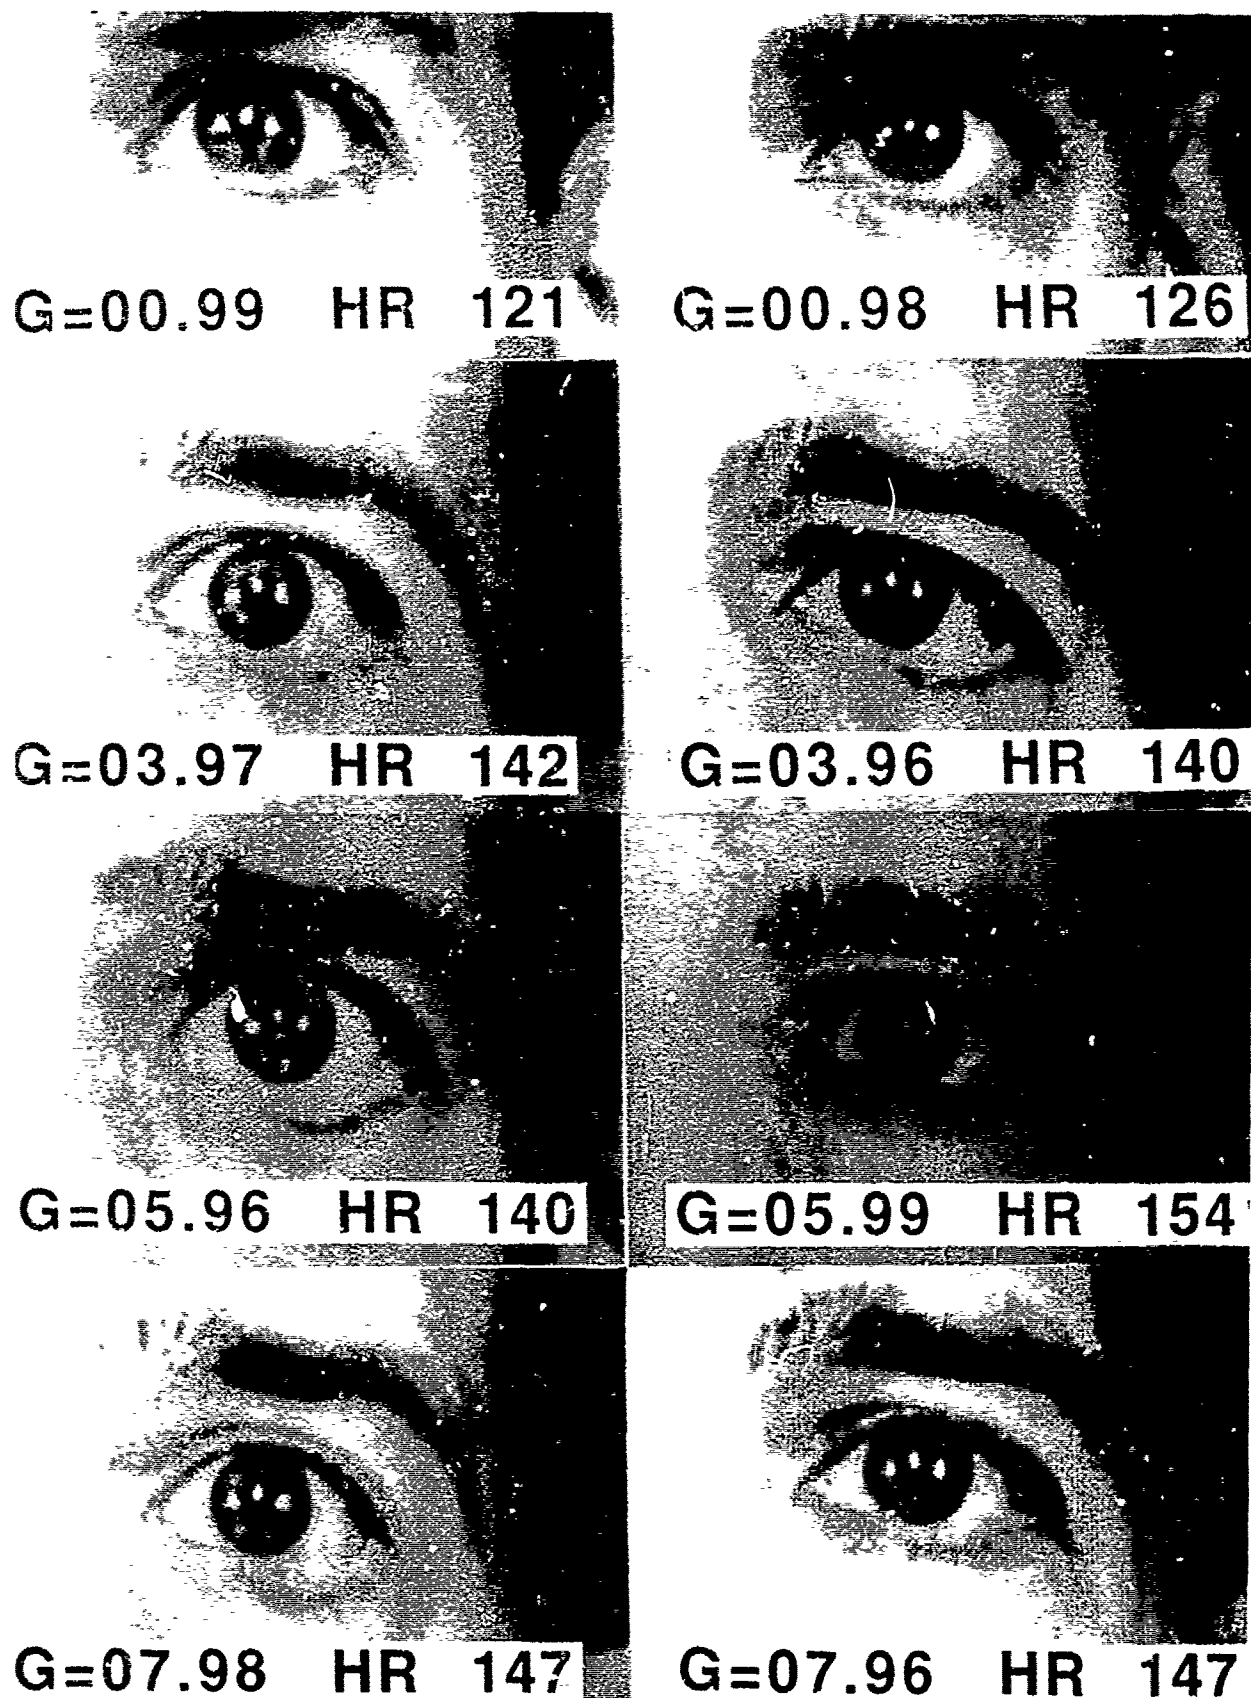 G=00.99 HR 121
G=00.98 HR 126
G=03.97 HR 142
G=03.96 HR 140
G=05.96 HR 140
G=05.99 HR 154
G=07.98 HR 147
G=07.96 HR 147